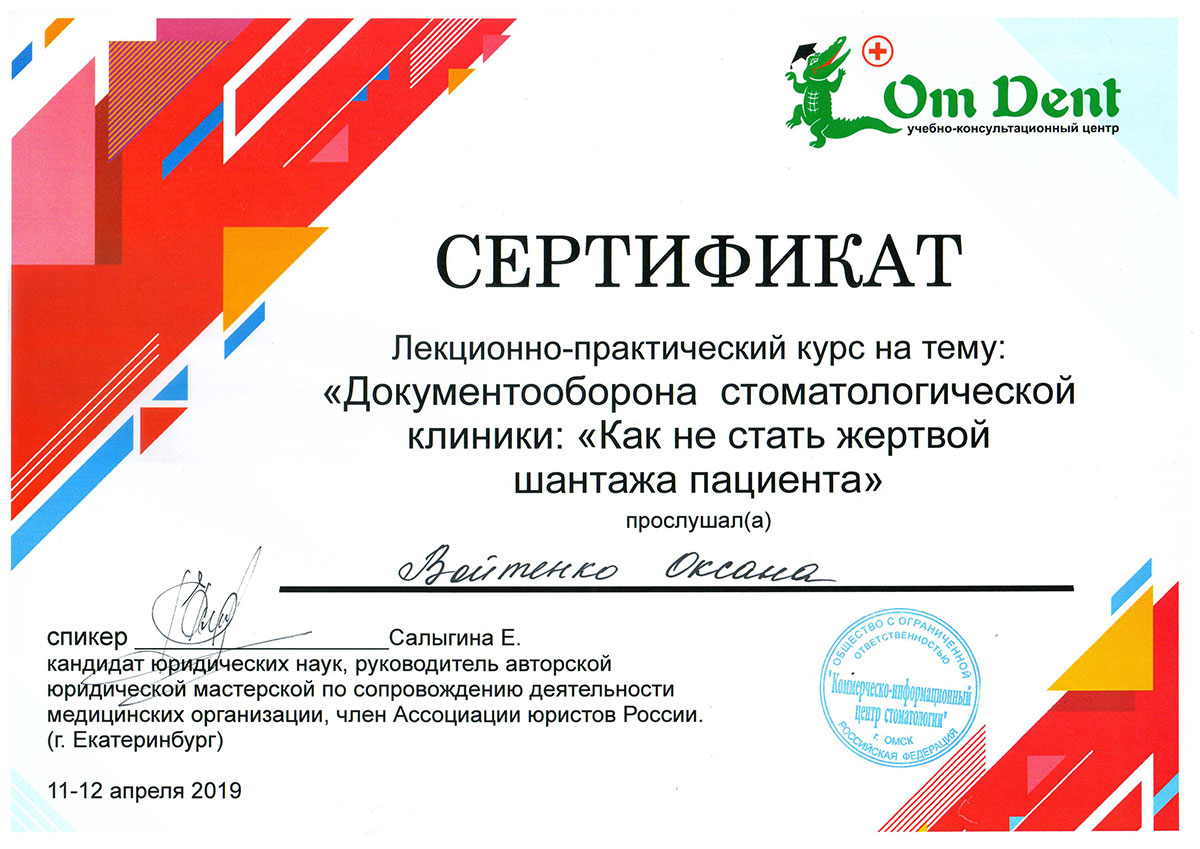 Om Dent
учебно-консультационный центр
СЕРТИФИКАТ
Лекционно-практический курс на тему:
«Документооборона стоматологической
клиники: «Как не стать жертвой
шантажа пациента»
прослушал(а)
Войтенко Оксана
спикер Салыгина Е.
кандидат юридических наук, руководитель авторской
юридической мастерской по сопровождению деятельности
медицинских организации, член Ассоциации юристов России.
(г. Екатеринбург)
11-12 апреля 2019
ОБЩЕСТВО С ОГРАНИЧЕННОЙ
ОТВЕТСТВЕННОСТЬЮ
"Коммерческо-информационный
центр стоматологии"
г. ОМСК
РОССИЙСКАЯ ФЕДЕРАЦИЯ